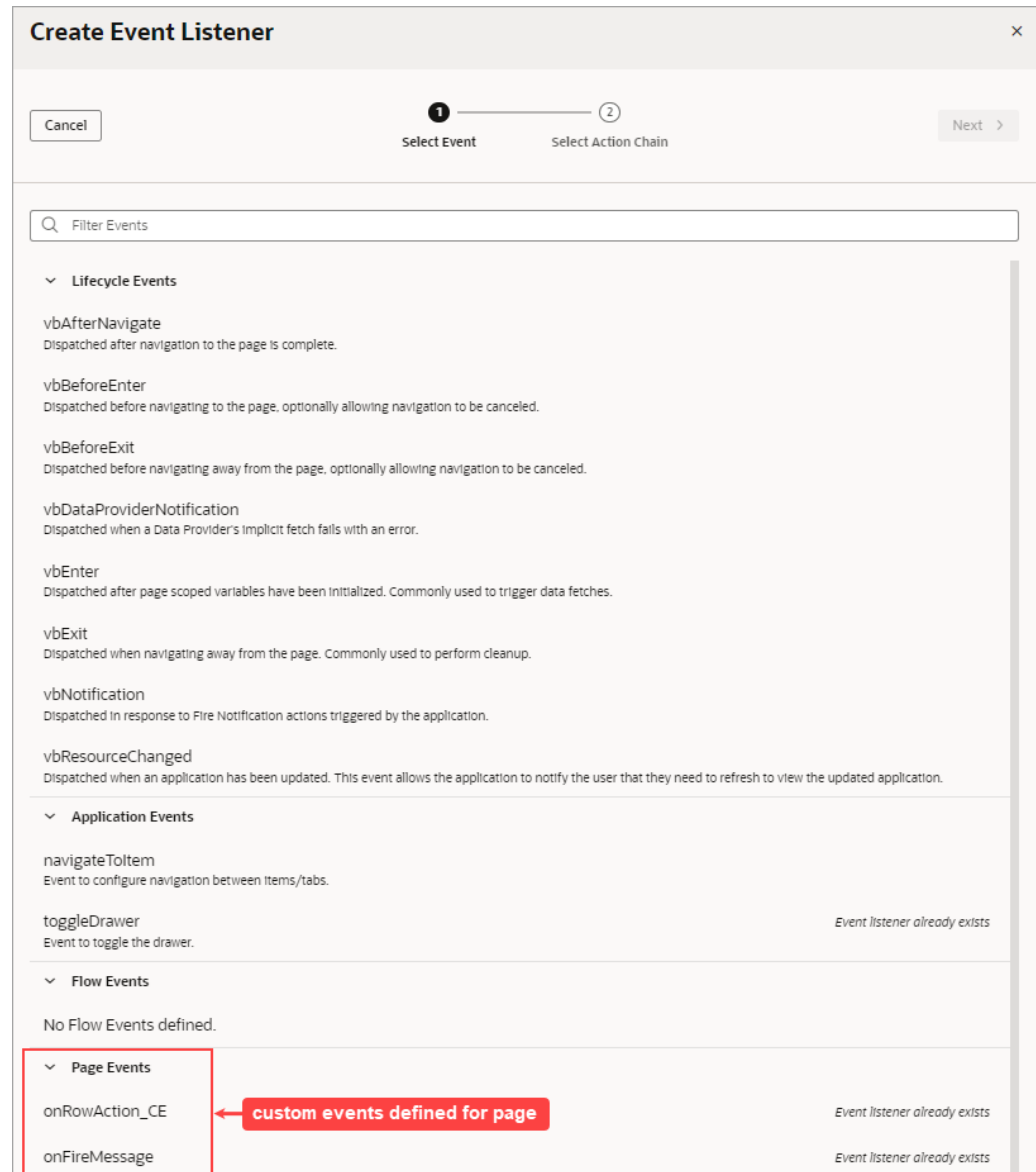 Create Event Listener
×
Cancel
1
2
Next >
Select Event
Select Action Chain
Filter Events
Lifecycle Events
vbAfterNavigate
Dispatched after navigation to the page is complete.
vbBeforeEnter
Dispatched before navigating to the page, optionally allowing navigation to be canceled.
vbBeforeExit
Dispatched before navigating away from the page, optionally allowing navigation to be canceled.
vbDataProviderNotification
Dispatched when a Data Provider's implicit fetch fails with an error.
vbEnter
Dispatched after page scoped variables have been initialized. Commonly used to trigger data fetches.
vbExit
Dispatched when navigating away from the page. Commonly used to perform cleanup.
vbNotification
Dispatched in response to Fire Notification actions triggered by the application.
vbResourceChanged
Dispatched when an application has been updated. This event allows the application to notify the user that they need to refresh to view the updated application.
Application Events
navigateToItem
Event to configure navigation between items/tabs.
toggleDrawer
Event listener already exists
Event to toggle the drawer.
Flow Events
No Flow Events defined.
Page Events
onRowAction_CE
custom events defined for page
Event listener already exists
onFireMessage
Event listener already exists